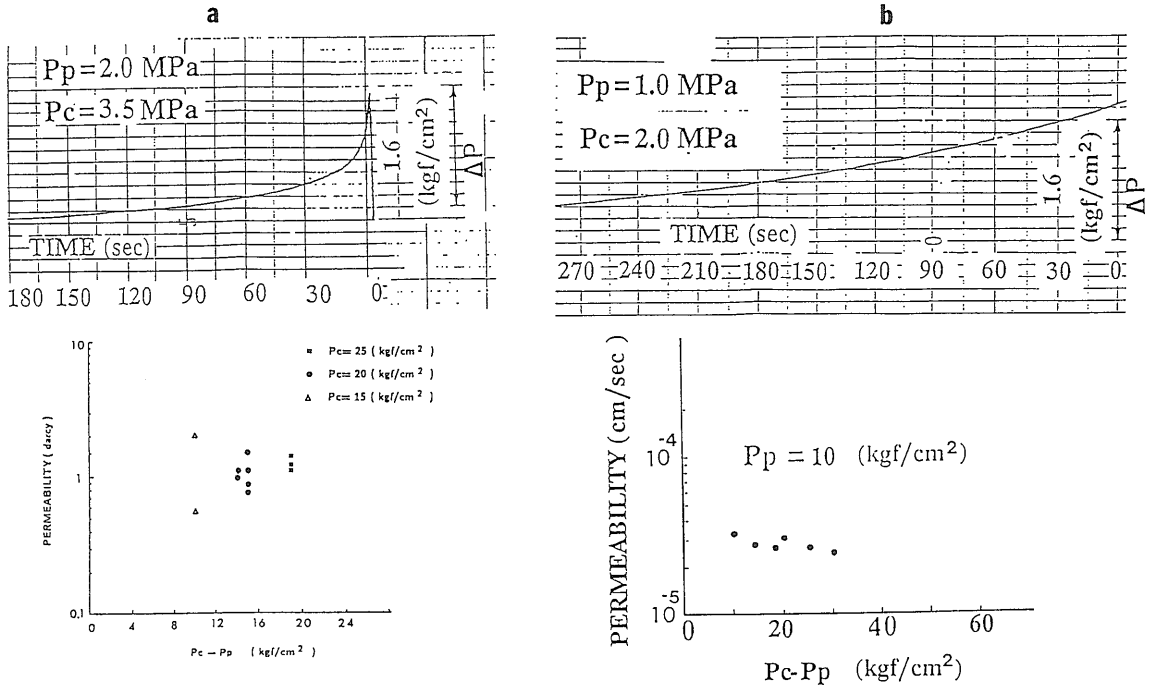 a
Pp=2.0 MPa
Pc=3.5 MPa
1.6
(kgf/cm2)
ΔP
TIME (sec)
180 150 120 90 60 30 0
b
Pp=1.0 MPa
Pc=2.0 MPa
1.6
(kgf/cm2)
ΔP
TIME (sec)
0
270 240 210 180 150 120 90 60 30 0
PERMEABILITY (darcy)
10
1
0,1
Pc= 25 ( kgf/cm2 )
Pc= 20 ( kgf/cm2 )
Pc= 15 ( kgf/cm2 )
0 4 8 12 16 20 24
Pc – Pp ( kgf/cm2 )
PERMEABILITY (cm/sec)
10-4
10-5
Pp = 10 (kgf/cm2)
0 20 40 60
Pc-Pp (kgf/cm2)